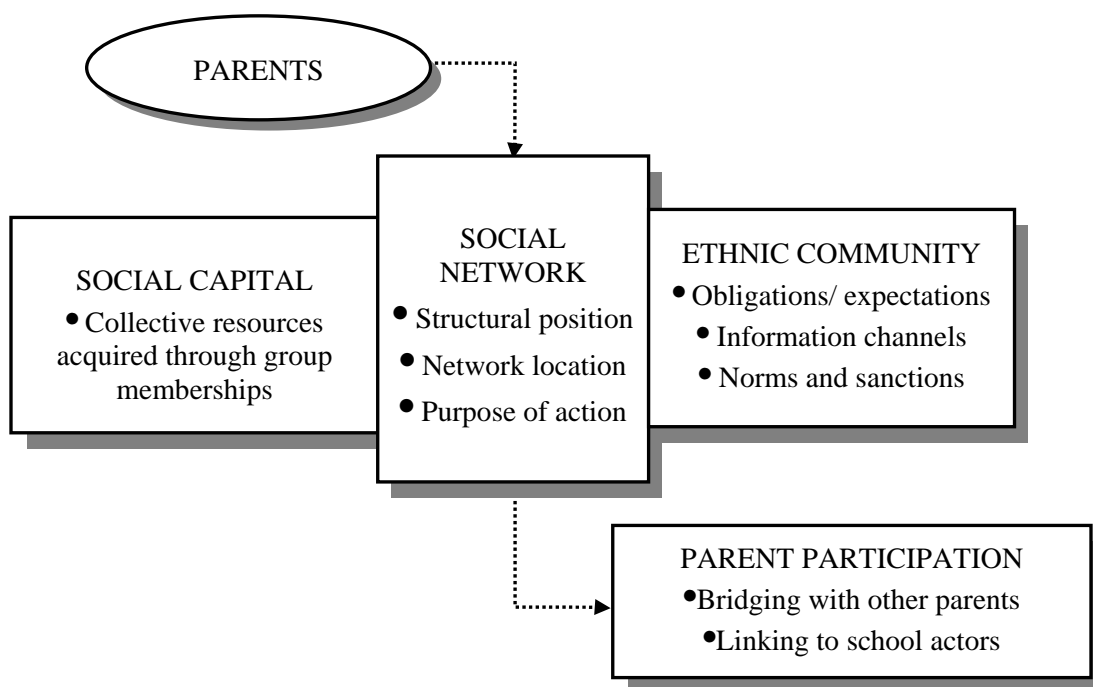 PARENTS
SOCIAL CAPITAL
• Collective resources
acquired through group
memberships
SOCIAL
NETWORK
• Structural position
• Network location
• Purpose of action
ETHNIC COMMUNITY
• Obligations/ expectations
• Information channels
• Norms and sanctions
PARENT PARTICIPATION
•Bridging with other parents
•Linking to school actors